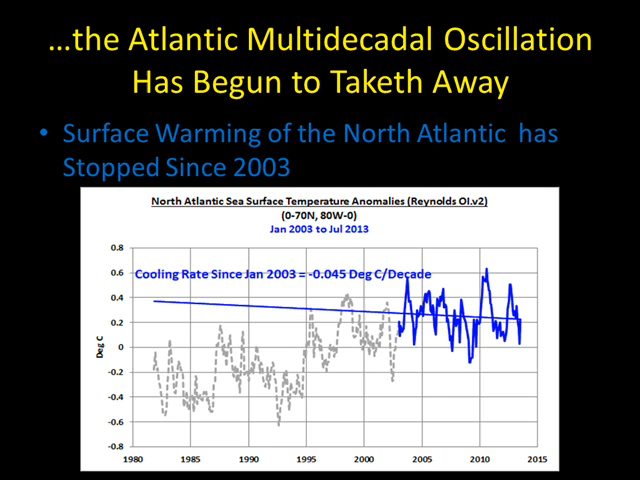 …the Atlantic Multidecadal Oscillation
Has Begun to Taketh Away
• Surface Warming of the North Atlantic has
Stopped Since 2003
North Atlantic Sea Surface Temperature Anomalies (Reynolds OI.v2)
(0-70N, 80W-0)
Jan 2003 to Jul 2013
Cooling Rate Since Jan 2003 = -0.045 Deg C/Decade
Deg C
0.8
0.6
0.4
0.2
0
-0.2
-0.4
-0.6
-0.8
1980 1985 1990 1995 2000 2005 2010 2015